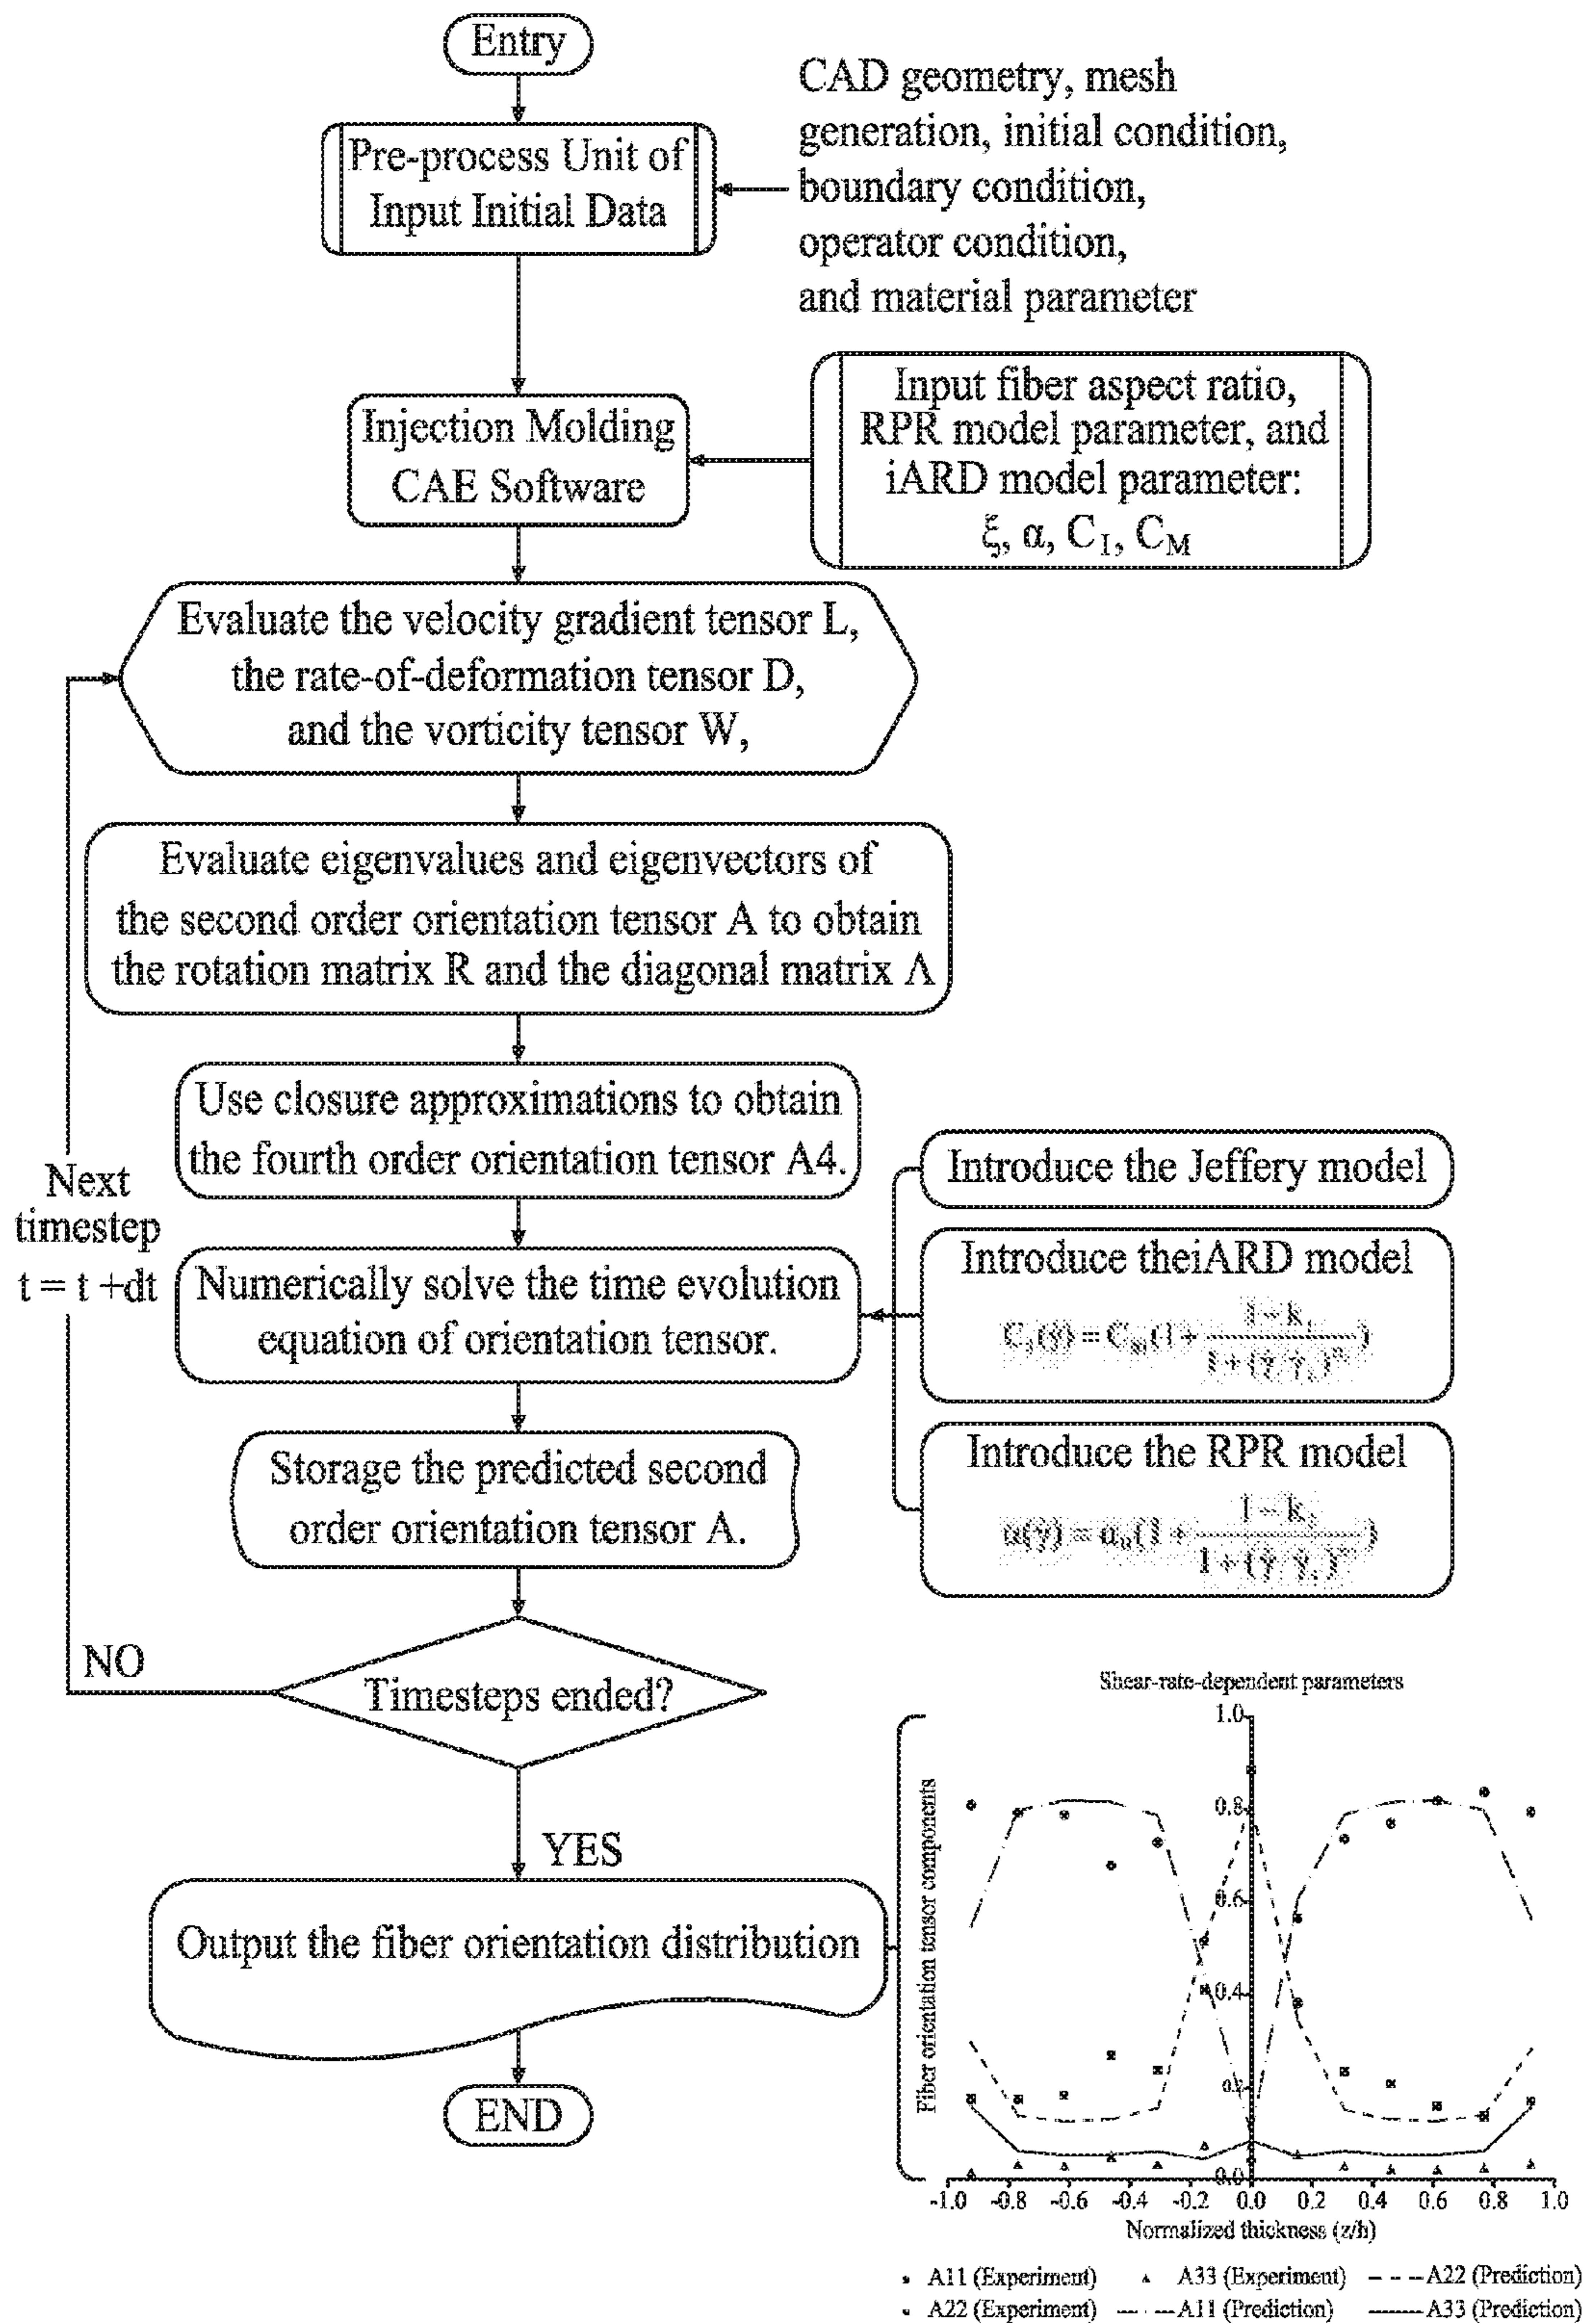 Entry
Pre-process Unit of
Input Initial Data
CAD geometry, mesh
generation, initial condition,
boundary condition,
operator condition,
and material parameter
Injection Molding
CAE Software
Input fiber aspect ratio,
RPR model parameter, and
iARD model parameter:
ξ, α, C_I, C_M
Evaluate the velocity gradient tensor L,
the rate-of-deformation tensor D,
and the vorticity tensor W,
Evaluate eigenvalues and eigenvectors of
the second order orientation tensor A to obtain
the rotation matrix R and the diagonal matrix Λ
Use closure approximations to obtain
the fourth order orientation tensor A4.
Next
timestep
t = t +dt
Numerically solve the time evolution
equation of orientation tensor.
Introduce the Jeffery model
Introduce theiARD model
Introduce the RPR model
Storage the predicted second
order orientation tensor A.
Timesteps ended?
NO
YES
Output the fiber orientation distribution
END
Shear-rate-dependent parameters
Fiber orientation tensor components
1.0
0.8
0.6
0.4
0.2
0.0
-1.0 -0.8 -0.6 -0.4 -0.2 0.0 0.2 0.4 0.6 0.8 1.0
Normalized thickness (z/h)
A11 (Experiment) A33 (Experiment) A22 (Prediction)
A22 (Experiment) A11 (Prediction) A33 (Prediction)